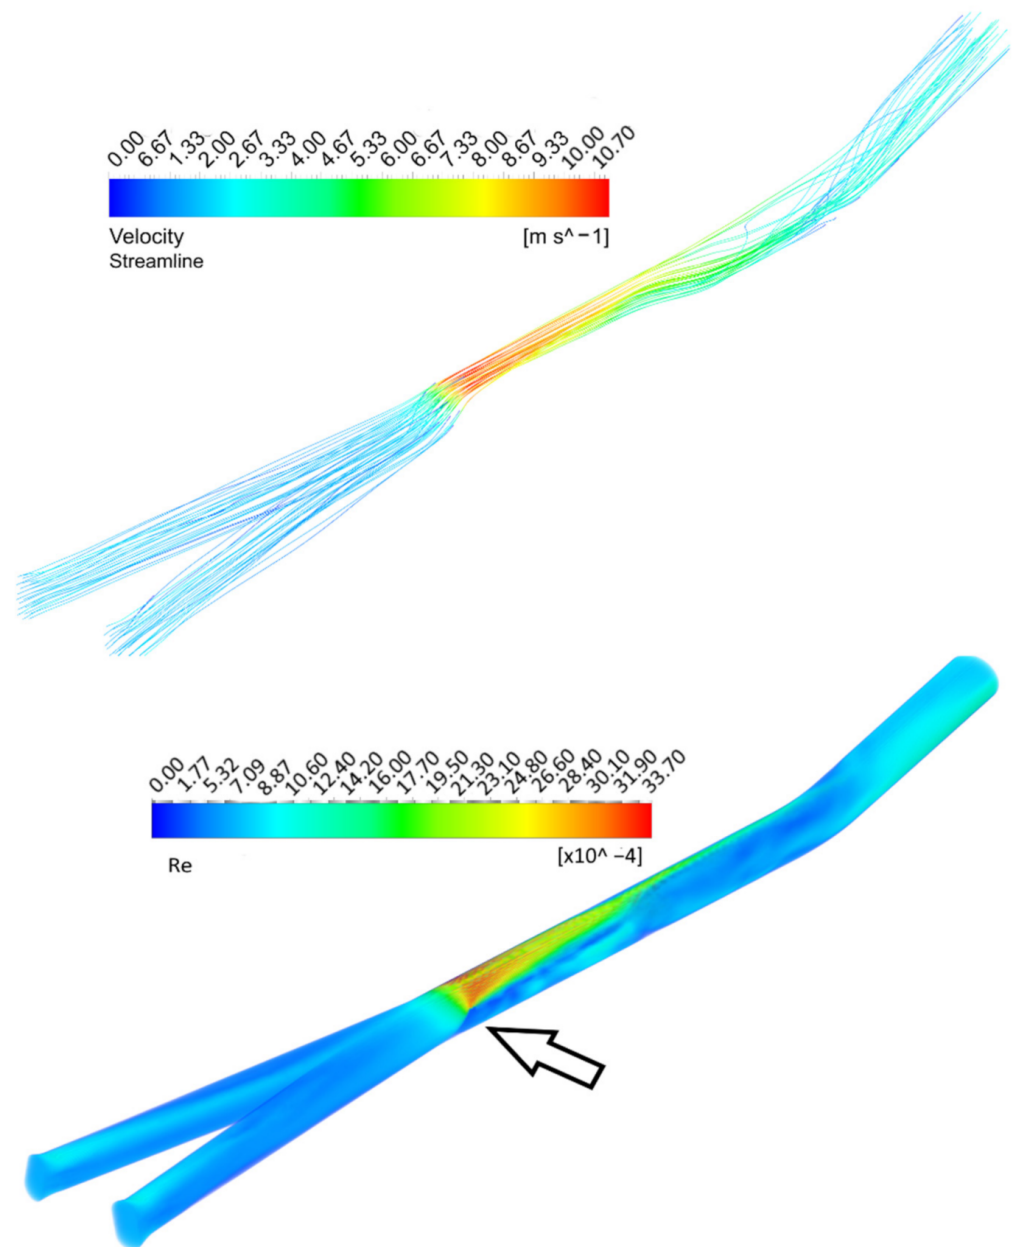 0.00 6.67 1.33 2.00 2.67 3.33 4.00 4.67 5.33 6.00 6.67 7.33 8.00 8.67 9.33 10.00 10.70
Velocity [m s^ −1]
Streamline
0.00 1.77 5.32 7.09 8.87 10.60 12.40 14.20 16.00 17.70 19.50 21.30 23.10 24.80 26.60 28.40 30.10 31.90 33.70
Re [x10^ −4]